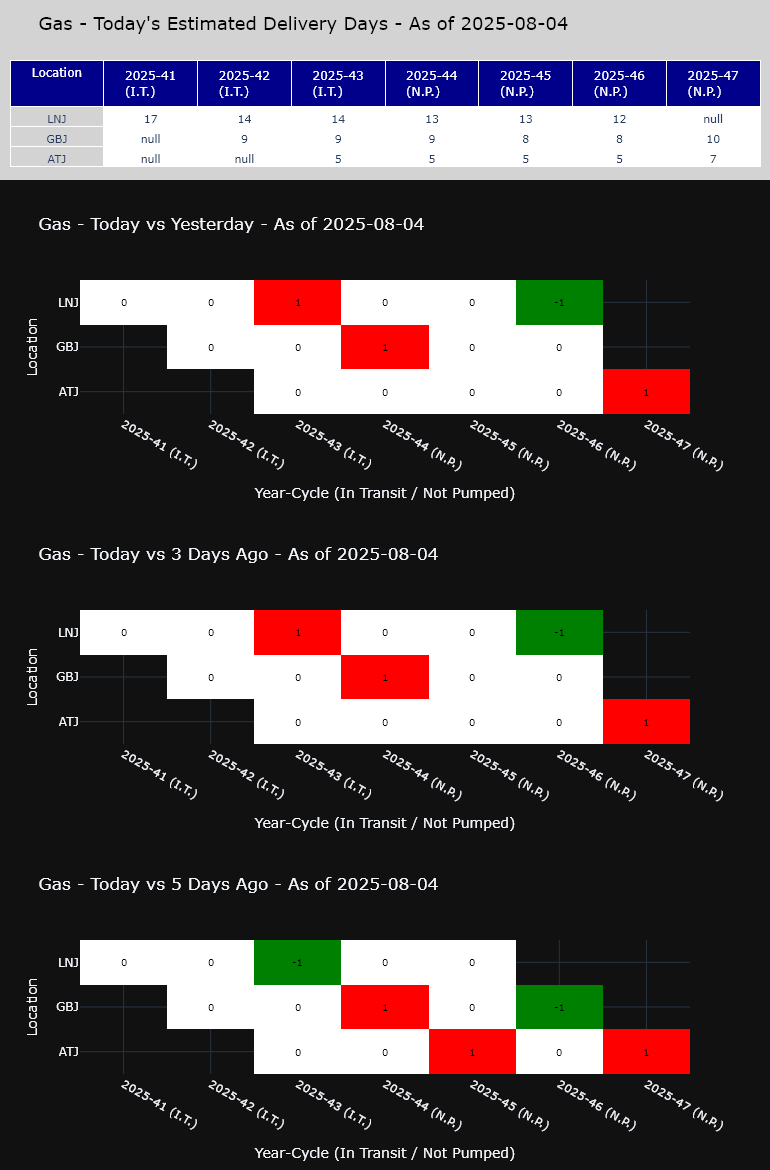 Gas - Today's Estimated Delivery Days - As of 2025-08-04
Location 2025-41 (I.T.) 2025-42 (I.T.) 2025-43 (I.T.) 2025-44 (N.P.) 2025-45 (N.P.) 2025-46 (N.P.) 2025-47 (N.P.)
LNJ 17 14 14 13 13 12 null
GBJ null 9 9 9 8 8 10
ATJ null null 5 5 5 5 7
Gas - Today vs Yesterday - As of 2025-08-04
Location
LNJ 0 0 1 0 0 -1
GBJ 0 0 1 0 0
ATJ 0 0 0 0 1
2025-41 (I.T.) 2025-42 (I.T.) 2025-43 (I.T.) 2025-44 (N.P.) 2025-45 (N.P.) 2025-46 (N.P.) 2025-47 (N.P.)
Year-Cycle (In Transit / Not Pumped)
Gas - Today vs 3 Days Ago - As of 2025-08-04
Location
LNJ 0 0 1 0 0 -1
GBJ 0 0 1 0 0
ATJ 0 0 0 0 1
2025-41 (I.T.) 2025-42 (I.T.) 2025-43 (I.T.) 2025-44 (N.P.) 2025-45 (N.P.) 2025-46 (N.P.) 2025-47 (N.P.)
Year-Cycle (In Transit / Not Pumped)
Gas - Today vs 5 Days Ago - As of 2025-08-04
Location
LNJ 0 0 -1 0 0
GBJ 0 0 1 0 -1
ATJ 0 0 1 0 1
2025-41 (I.T.) 2025-42 (I.T.) 2025-43 (I.T.) 2025-44 (N.P.) 2025-45 (N.P.) 2025-46 (N.P.) 2025-47 (N.P.)
Year-Cycle (In Transit / Not Pumped)